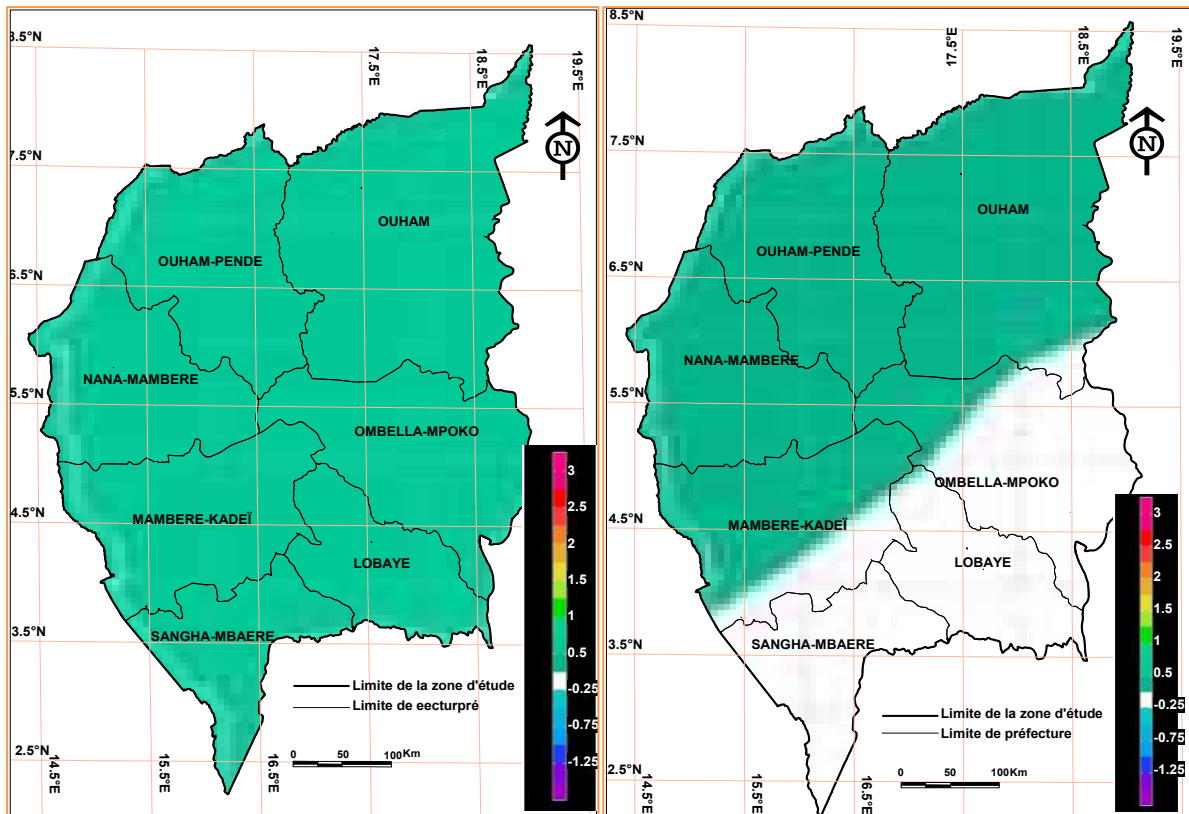 8.5°N
17.5°E
18.5°E
19.5°E
N
7.5°N
OUHAM
OUHAM-PENDE
6.5°N
NANA-MAMBERE
5.5°N
OMBELLA-MPOKO
4.5°N
MAMBERE-KADEÏ
LOBAYE
3.5°N
SANGHA-MBAERE
Limite de la zone d'étude
Limite de eecturpré
2.5°N
14.5°E
15.5°E
16.5°E
0 50 100Km
3
2.5
2
1.5
1
0.5
-0.25
-0.75
-1.25
8.5°N
17.5°E
18.5°E
19.5°E
N
7.5°N
OUHAM
OUHAM-PENDE
6.5°N
NANA-MAMBERE
5.5°N
OMBELLA-MPOKO
4.5°N
MAMBERE-KADEÏ
LOBAYE
3.5°N
SANGHA-MBAERE
Limite de la zone d'étude
Limite de préfecture
2.5°N
14.5°E
15.5°E
16.5°E
0 50 100Km
3
2.5
2
1.5
1
0.5
-0.25
-0.75
-1.25